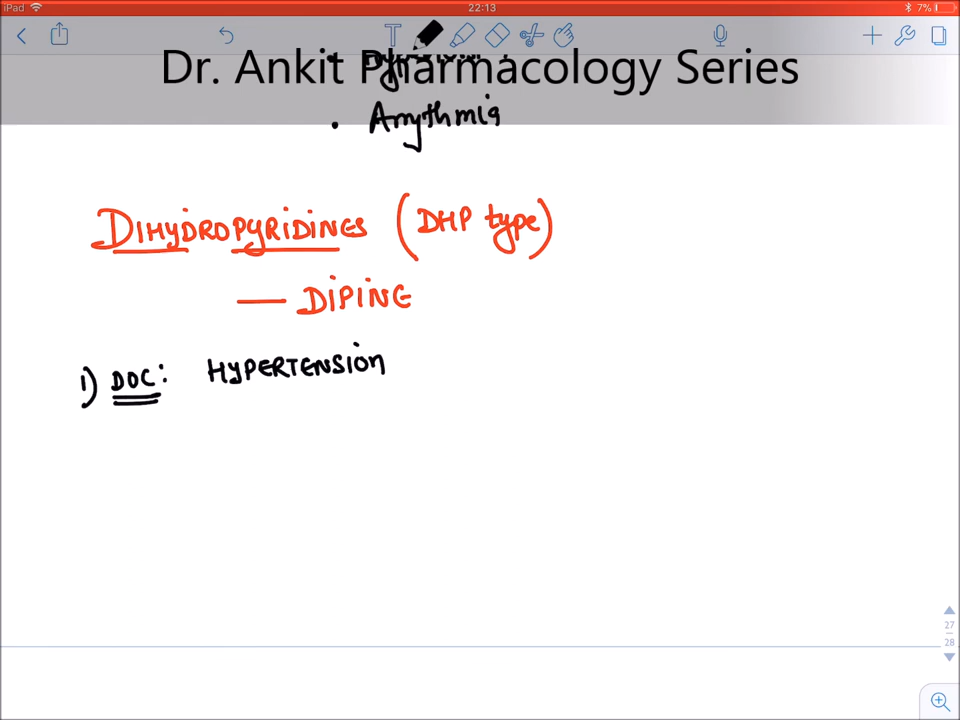 iPad 22:13 7%
Dr. Ankit Pharmacology Series
• Arrythmia
DIHYDROPYRIDINES (DHP type)
— DIPINE
1) DOC: HYPERTENSION
27
28